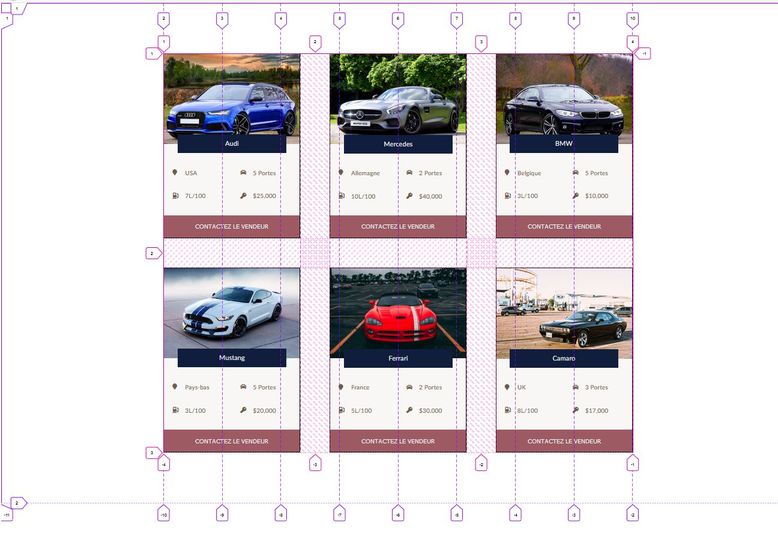 1
1 2 3 4 5 6 7 8 9 10
1 2 3 4
1 -1
Audi Mercedes BMW
USA 5 Portes Allemagne 2 Portes Belgique 5 Portes
7L/100 $25,000 10L/100 $40,000 3L/100 $10,000
CONTACTEZ LE VENDEUR CONTACTEZ LE VENDEUR CONTACTEZ LE VENDEUR
2
Mustang Ferrari Camaro
Pays-bas 5 Portes France 2 Portes UK 3 Portes
3L/100 $20,000 5L/100 $30,000 8L/100 $17,000
CONTACTEZ LE VENDEUR CONTACTEZ LE VENDEUR CONTACTEZ LE VENDEUR
3
-4 -3 -2 -1
2
-11 -10 -9 -8 -7 -6 -5 -4 -3 -2